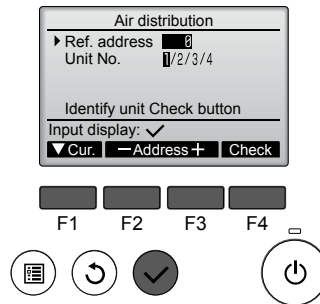 Air distribution
Ref. address 0
Unit No. 1/2/3/4
Identify unit Check button
Input display: ✓
▼ Cur. －Address＋ Check
F1 F2 F3 F4